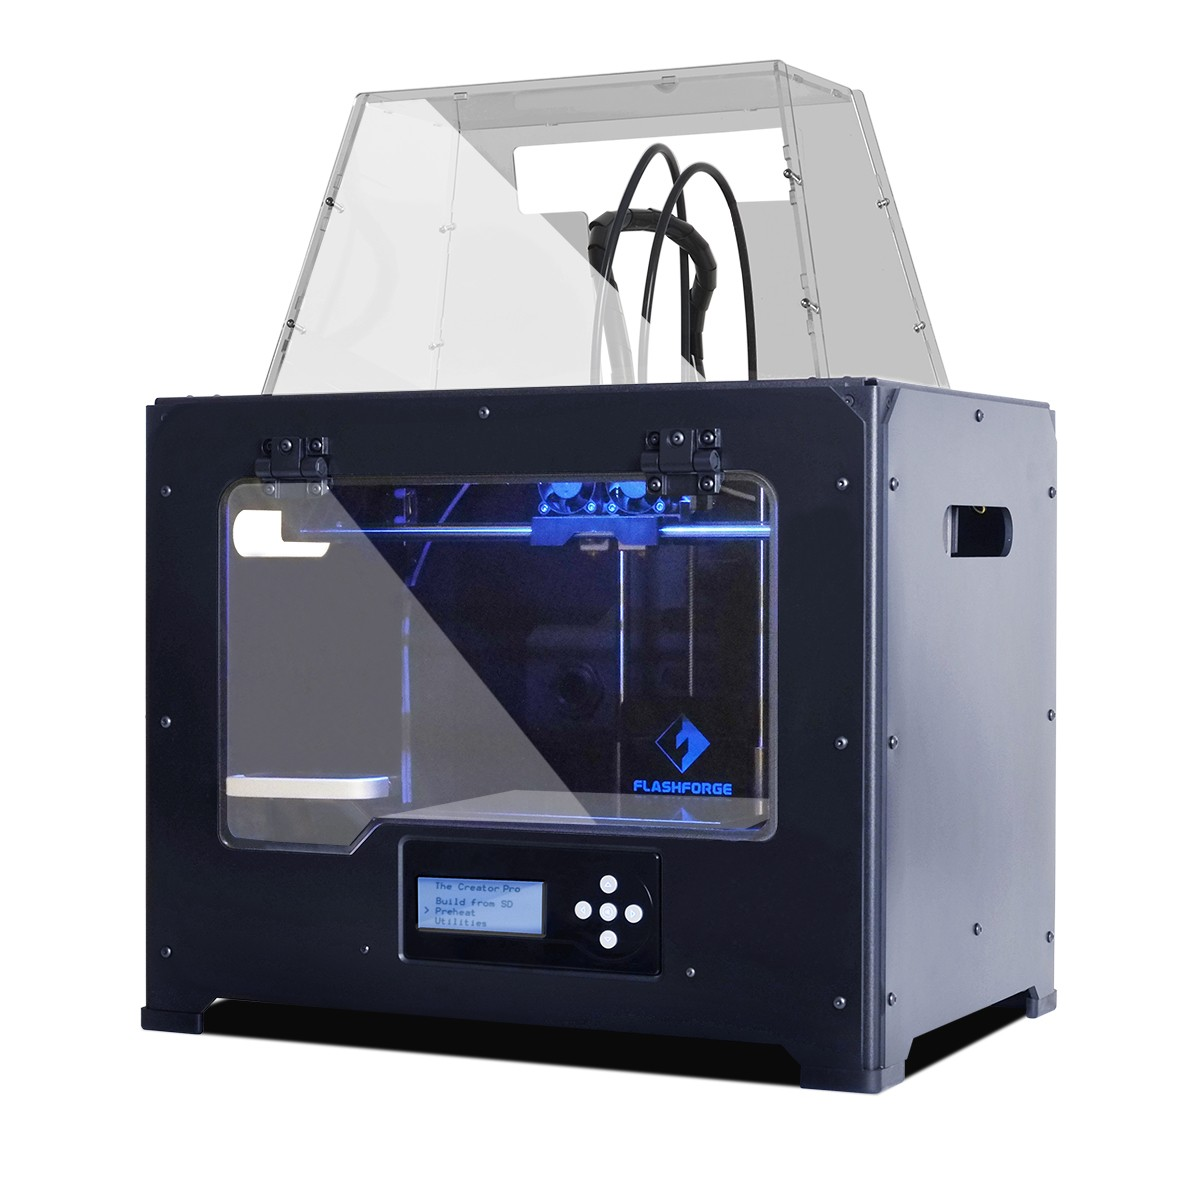 FLASHFORGE
The Creator Pro
Build from SD
> Preheat
Utilities